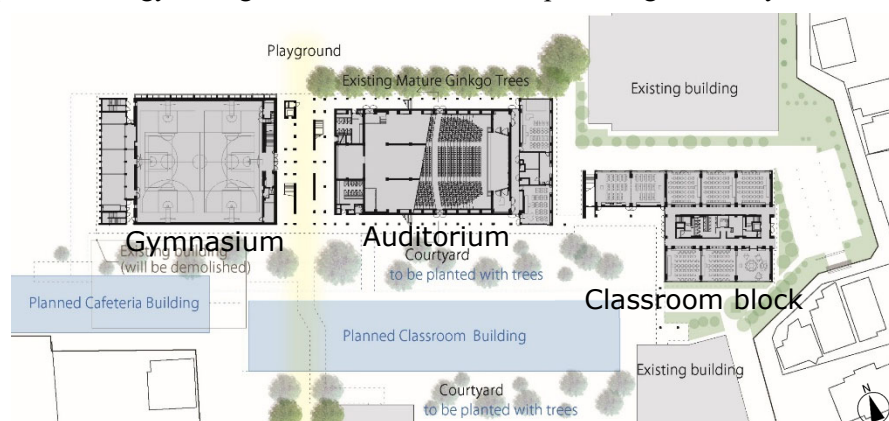 Playground
Existing Mature Ginkgo Trees
Existing building
Gymnasium
Auditorium
Existing building
(will be demolished)
Courtyard
to be planted with trees
Classroom block
Planned Cafeteria Building
Planned Classroom Building
Existing building
Courtyard
to be planted with trees
N